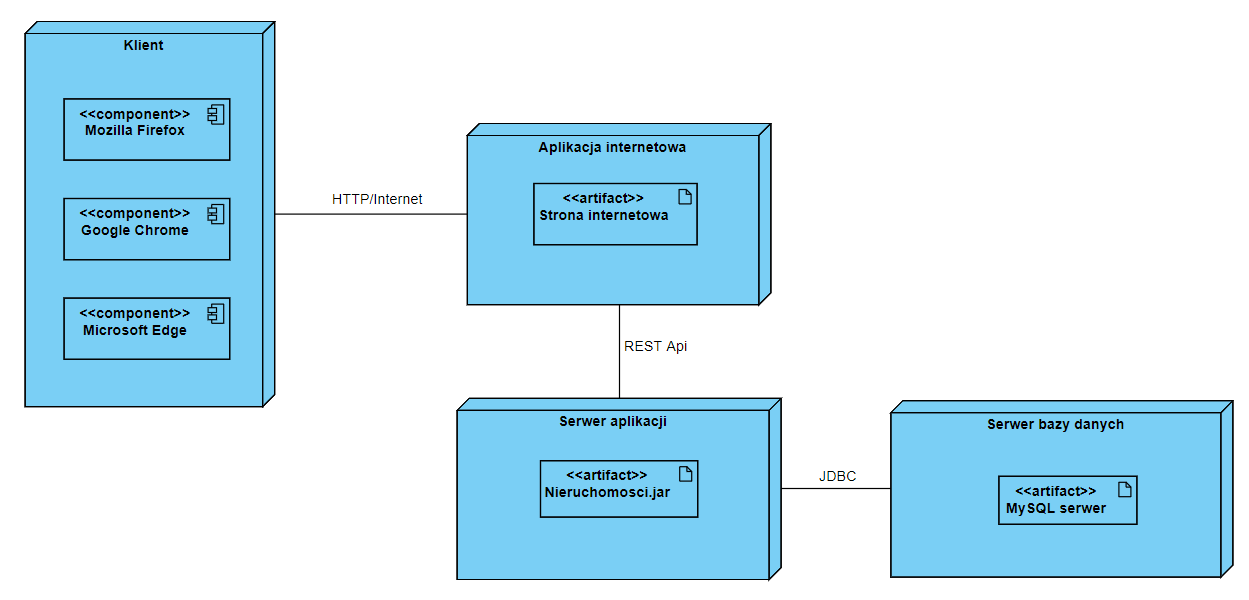 Klient
<<component>>
Mozilla Firefox
<<component>>
Google Chrome
<<component>>
Microsoft Edge
HTTP/Internet
Aplikacja internetowa
<<artifact>>
Strona internetowa
REST Api
Serwer aplikacji
<<artifact>>
Nieruchomosci.jar
JDBC
Serwer bazy danych
<<artifact>>
MySQL serwer